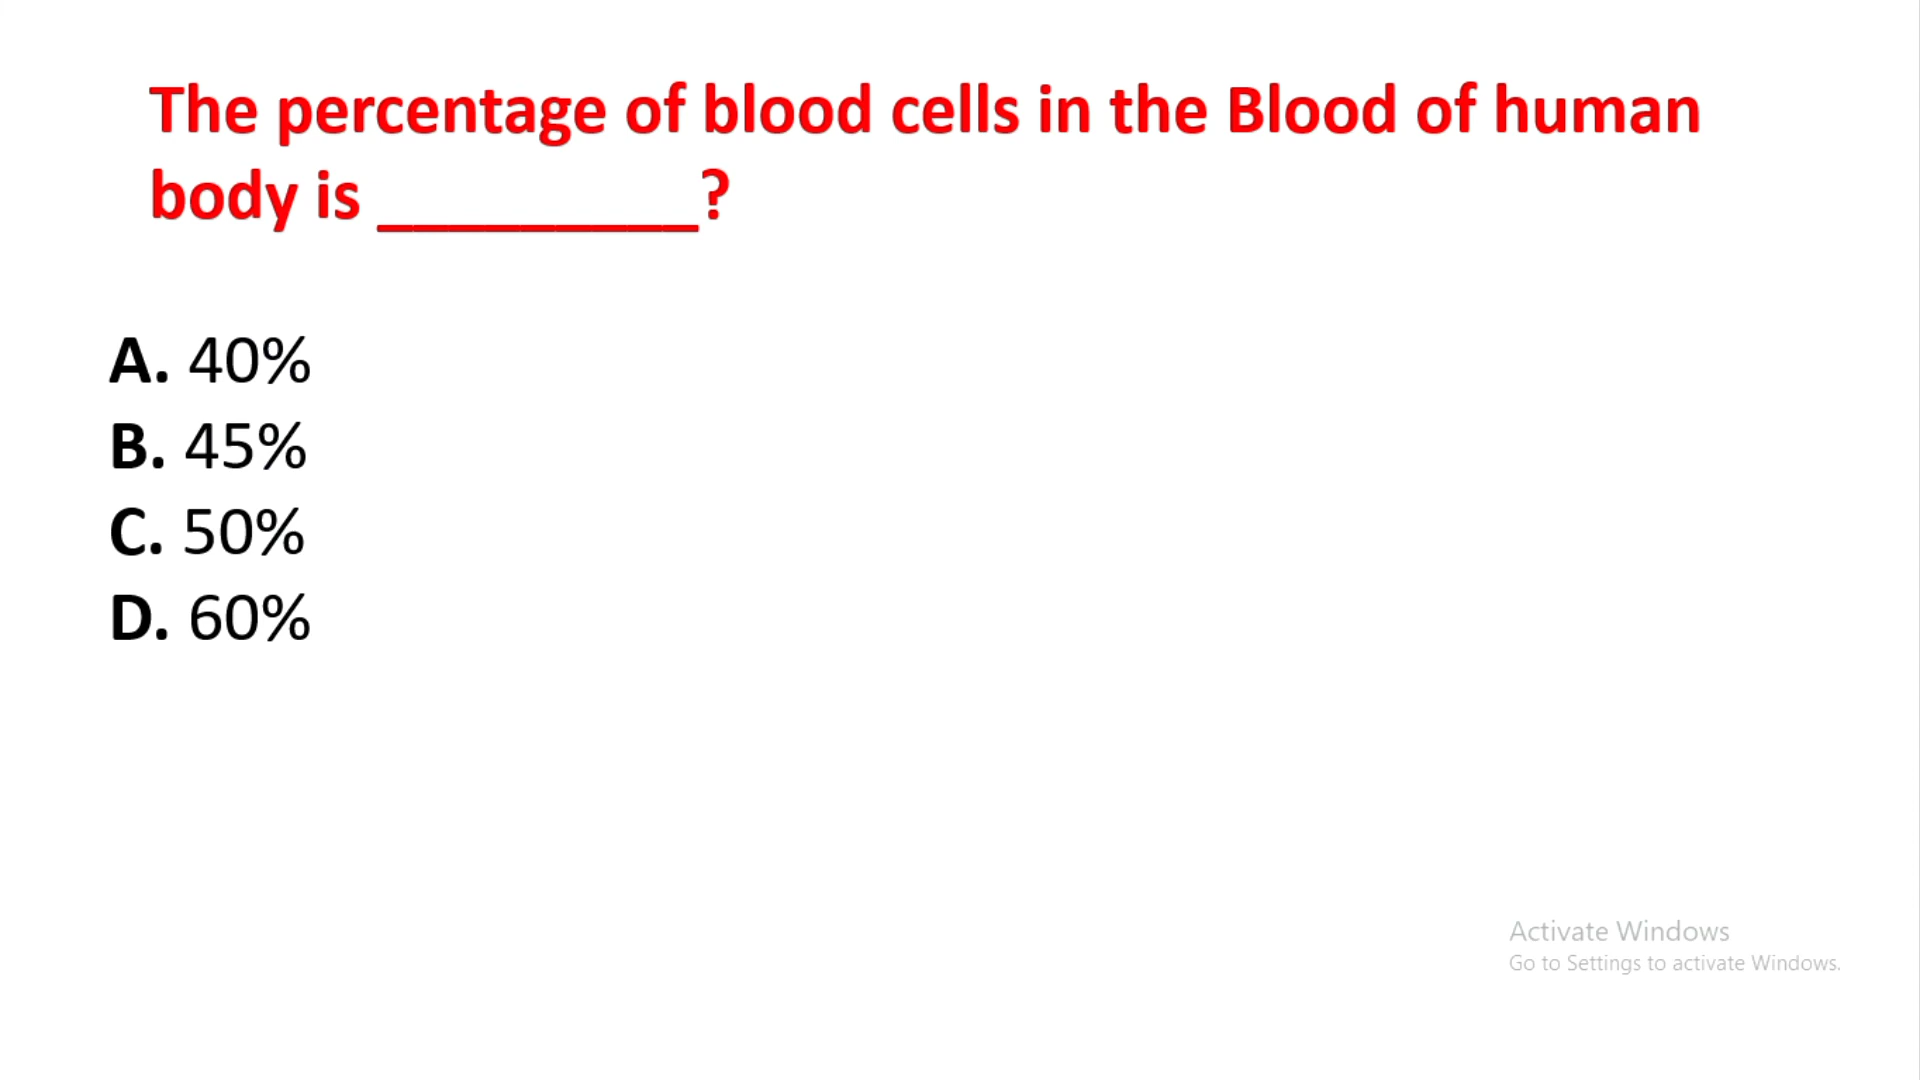 The percentage of blood cells in the Blood of human
body is _________?
A. 40%
B. 45%
C. 50%
D. 60%
Activate Windows
Go to Settings to activate Windows.